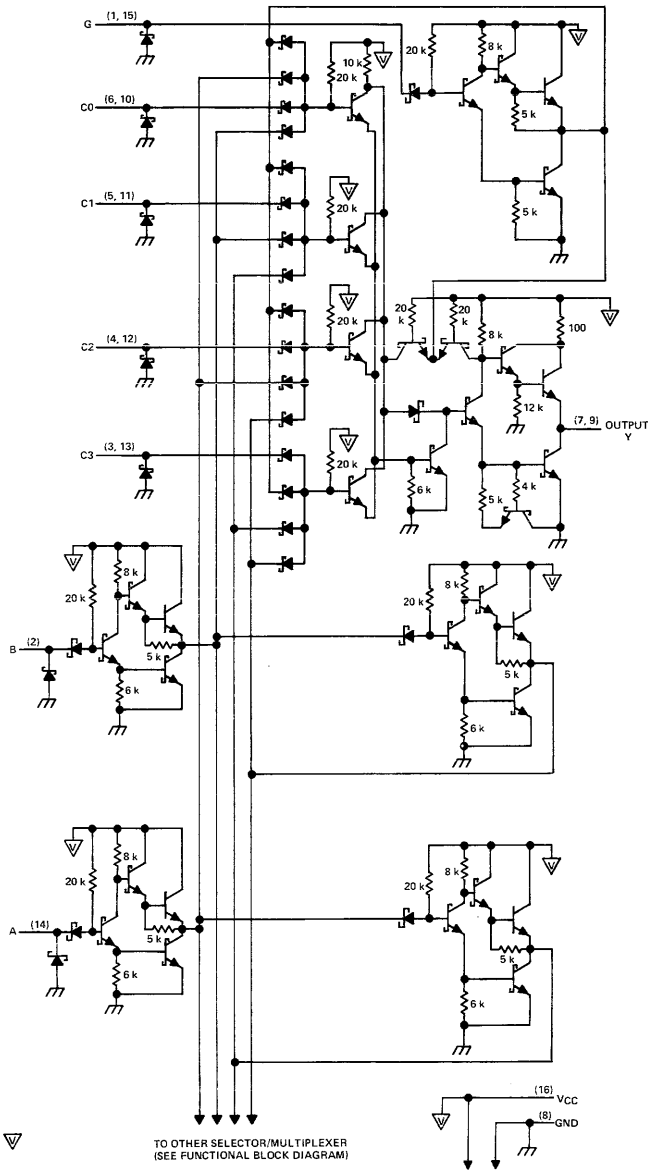 G (1, 15)
20 k
8 k
V
5 k
5 k
10 k
20 k
V
C0 (6, 10)
C1 (5, 11)
V
20 k
C2 (4, 12)
V
20 k
20 k
20 k
8 k
100
V
12 k
(7, 9) OUTPUT Y
C3 (3, 13)
V
20 k
6 k
5 k
4 k
V
8 k
20 k
B (2)
5 k
6 k
V
8 k
20 k
5 k
6 k
V
8 k
20 k
A (14)
5 k
6 k
V
8 k
20 k
5 k
6 k
(16) VCC
V
(8) GND
V
TO OTHER SELECTOR/MULTIPLEXER
(SEE FUNCTIONAL BLOCK DIAGRAM)